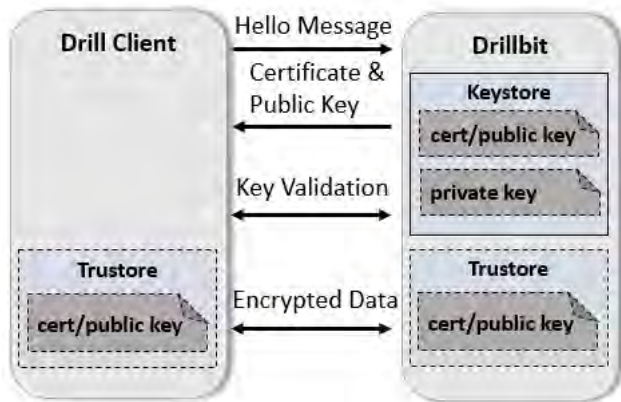 Drill Client
Hello Message
Drillbit
Certificate &
Public Key
Keystore
cert/public key
private key
Key Validation
Trustore
cert/public key
Encrypted Data
Trustore
cert/public key